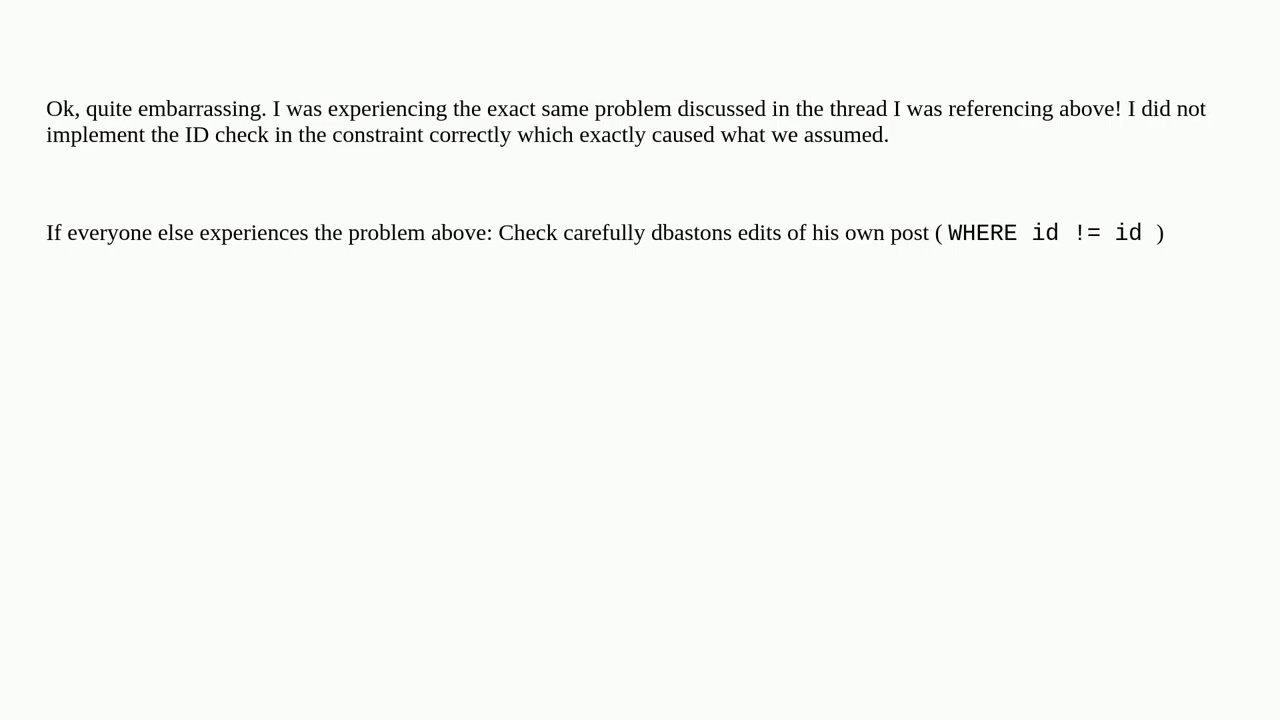 Ok, quite embarrassing. I was experiencing the exact same problem discussed in the thread I was referencing above! I did not
implement the ID check in the constraint correctly which exactly caused what we assumed.
If everyone else experiences the problem above: Check carefully dbastons edits of his own post ( WHERE id != id )